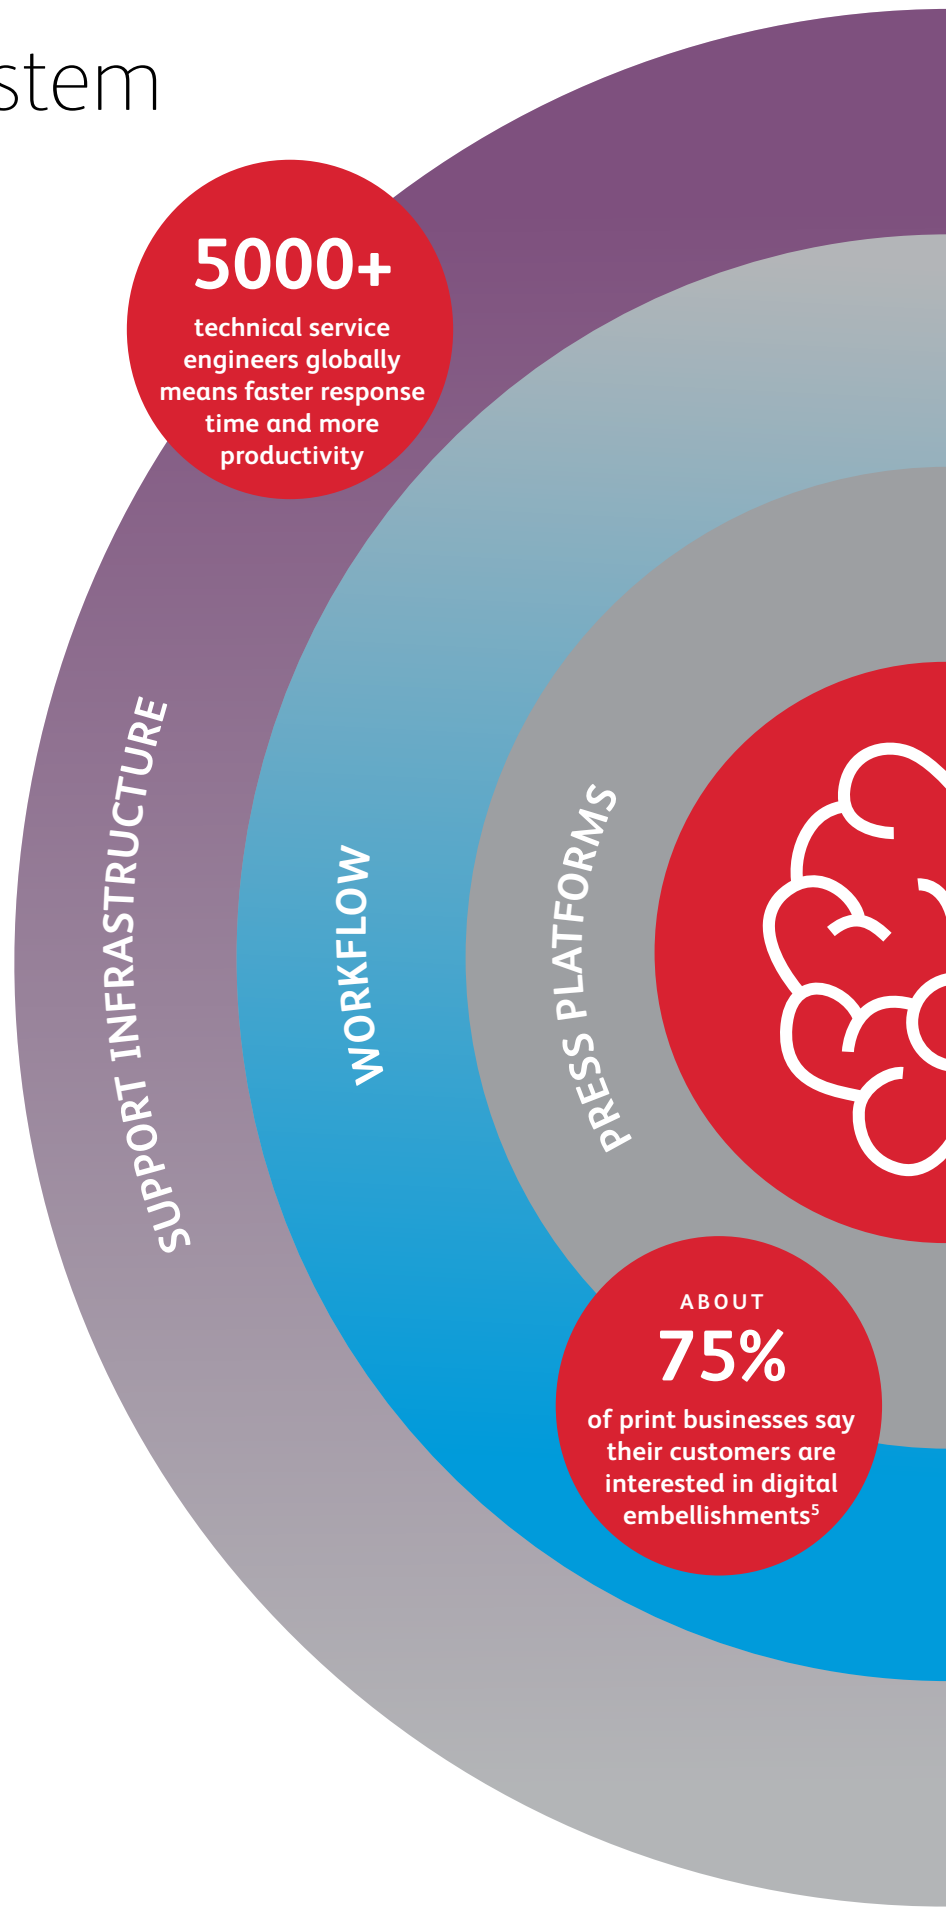 stem
5000+
technical service
engineers globally
means faster response
time and more
productivity
SUPPORT INFRASTRUCTURE
WORKFLOW
PRESS PLATFORMS
ABOUT
75%
of print businesses say
their customers are
interested in digital
embellishments⁵